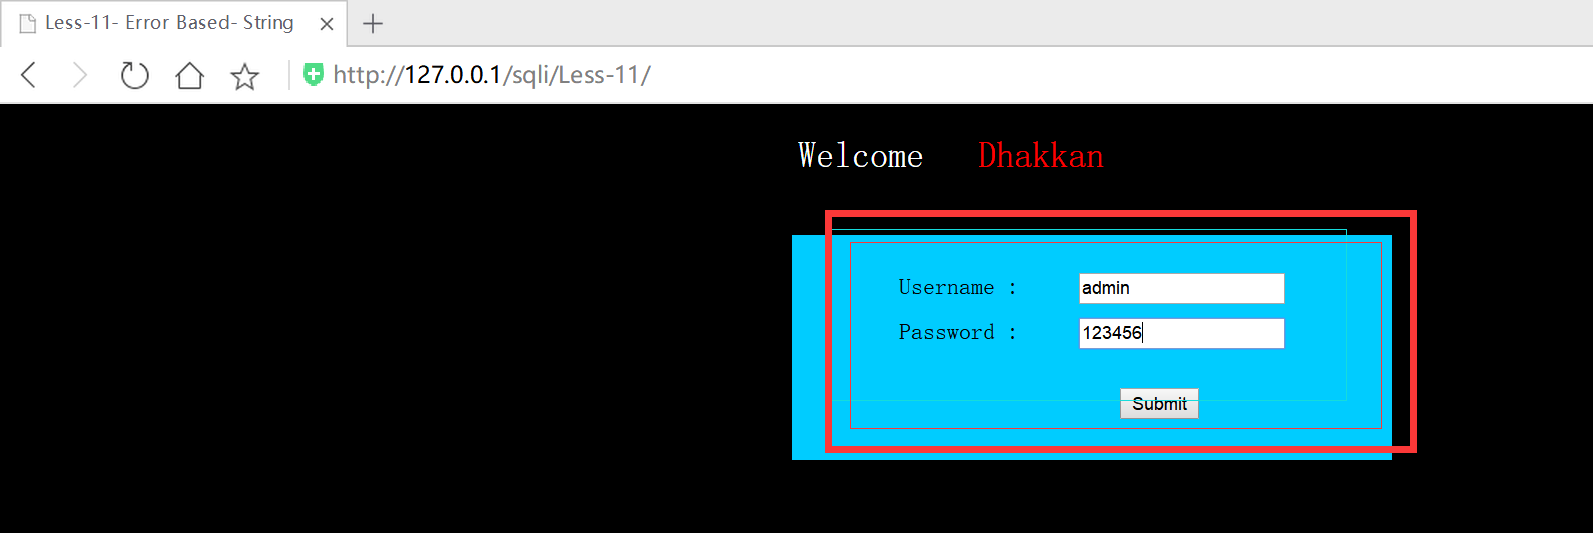 Less-11- Error Based- String
http://127.0.0.1/sqli/Less-11/
Welcome Dhakkan
Username : admin
Password : 123456
Submit